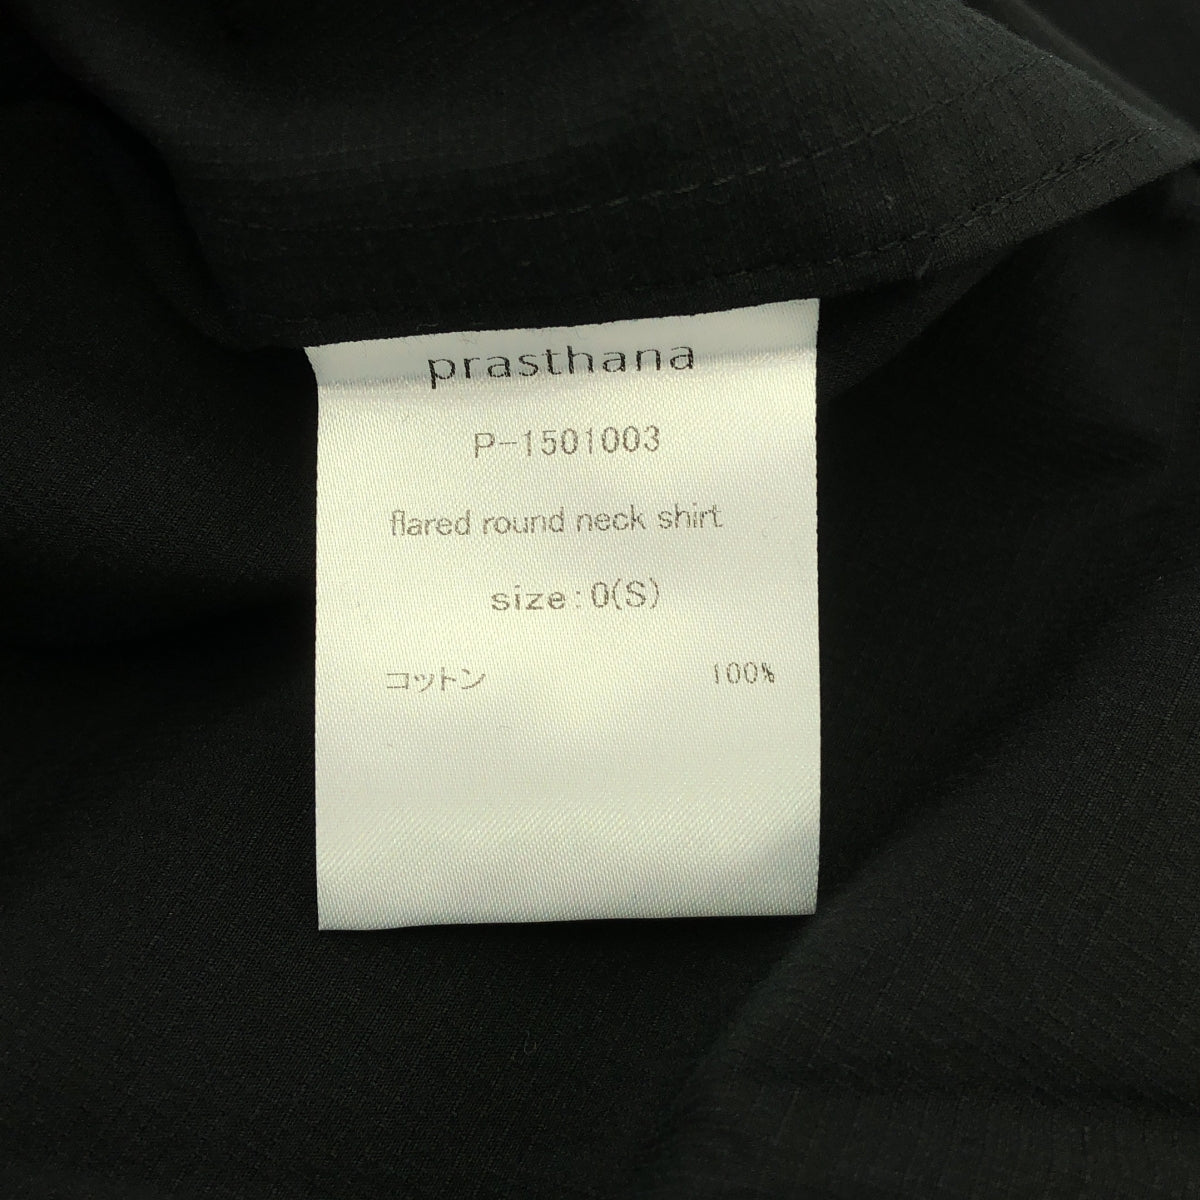 prasthana
P-1501003
flared round neck shirt
size:0(S)
コットン 100%